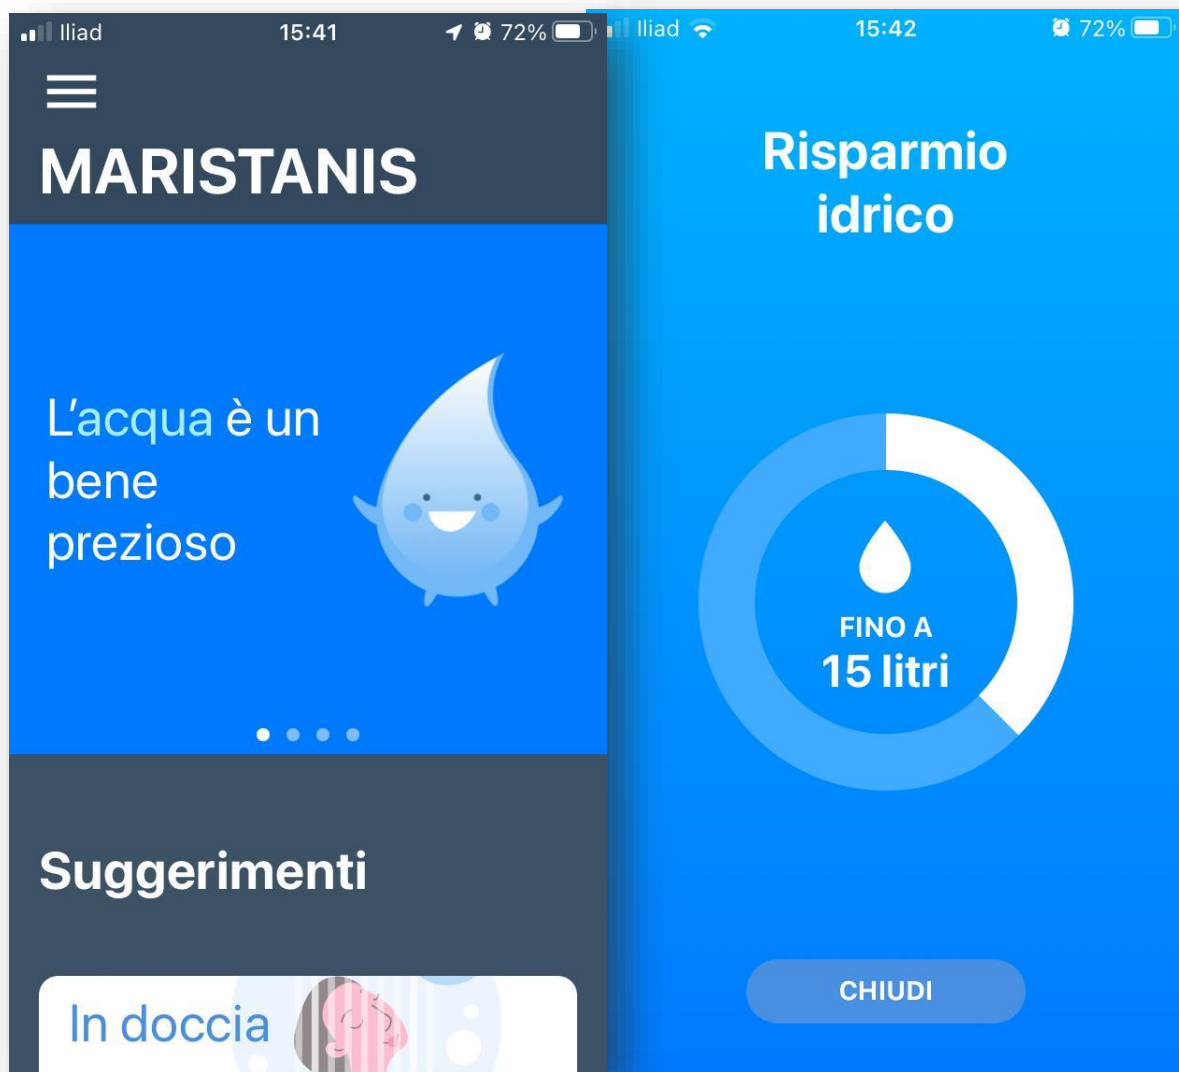 Iliad
15:41
72%
MARISTANIS
L'acqua è un
bene
prezioso
Suggerimenti
In doccia
Iliad
15:42
72%
Risparmio
idrico
FINO A
15 litri
CHIUDI